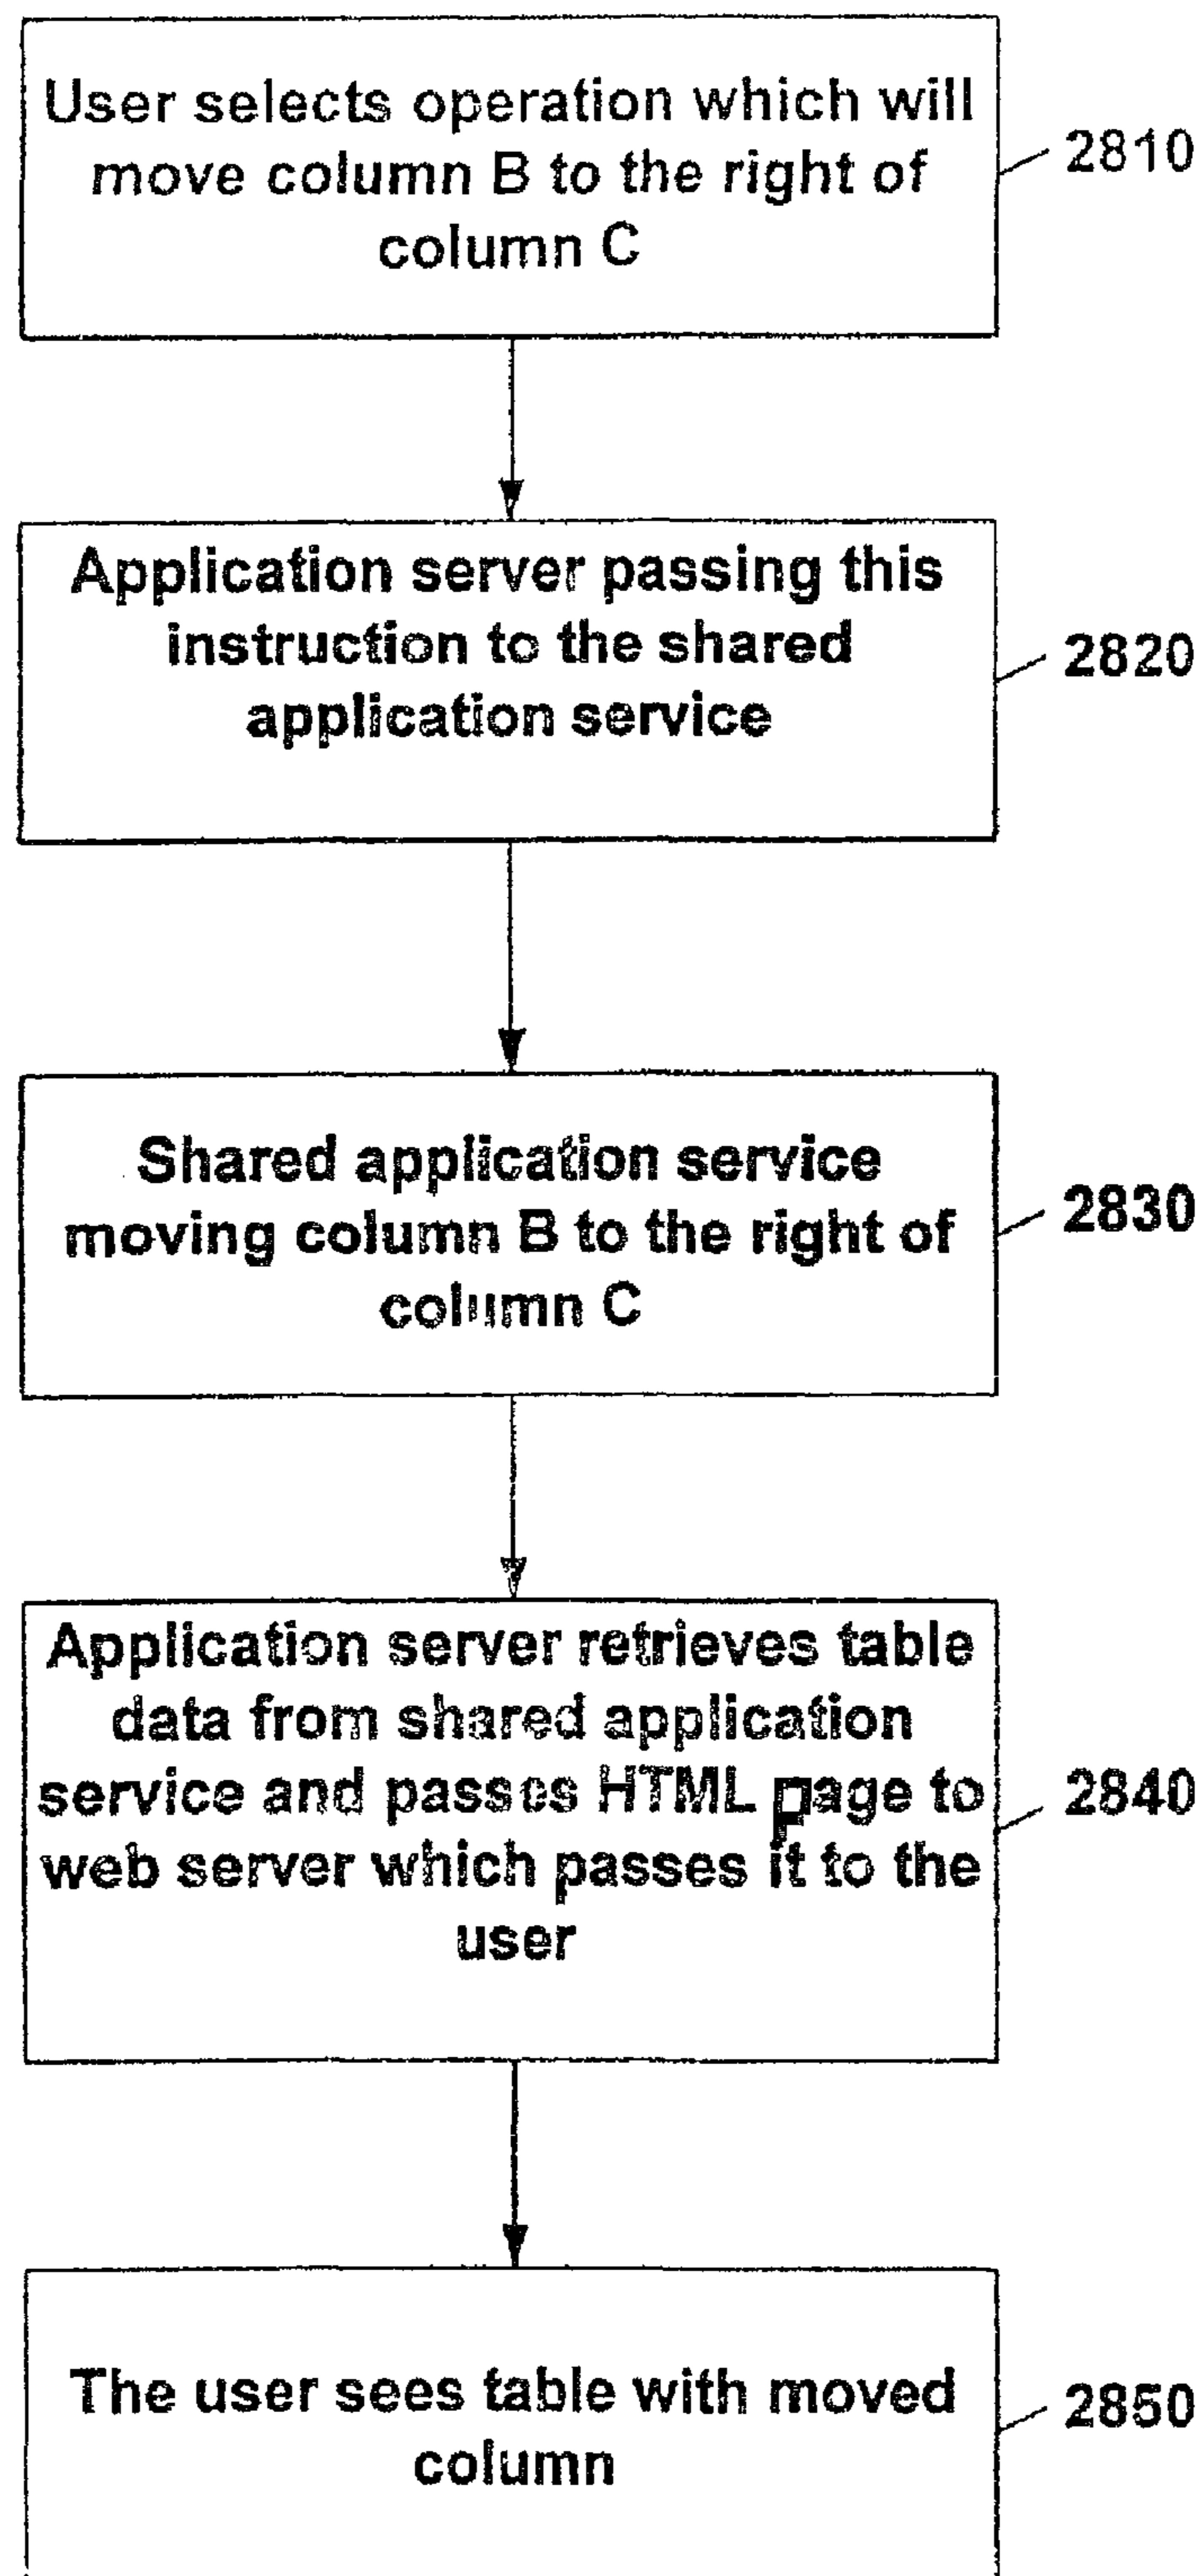 User selects operation which will
move column B to the right of
column C
2810
Application server passing this
instruction to the shared
application service
2820
Shared application service
moving column B to the right of
column C
2830
Application server retrieves table
data from shared application
service and passes HTML page to
web server which passes it to the
user
2840
The user sees table with moved
column
2850